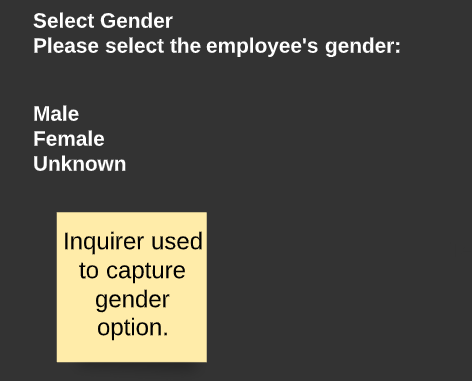 Select Gender
Please select the employee's gender:
Male
Female
Unknown
Inquirer used
to capture
gender
option.